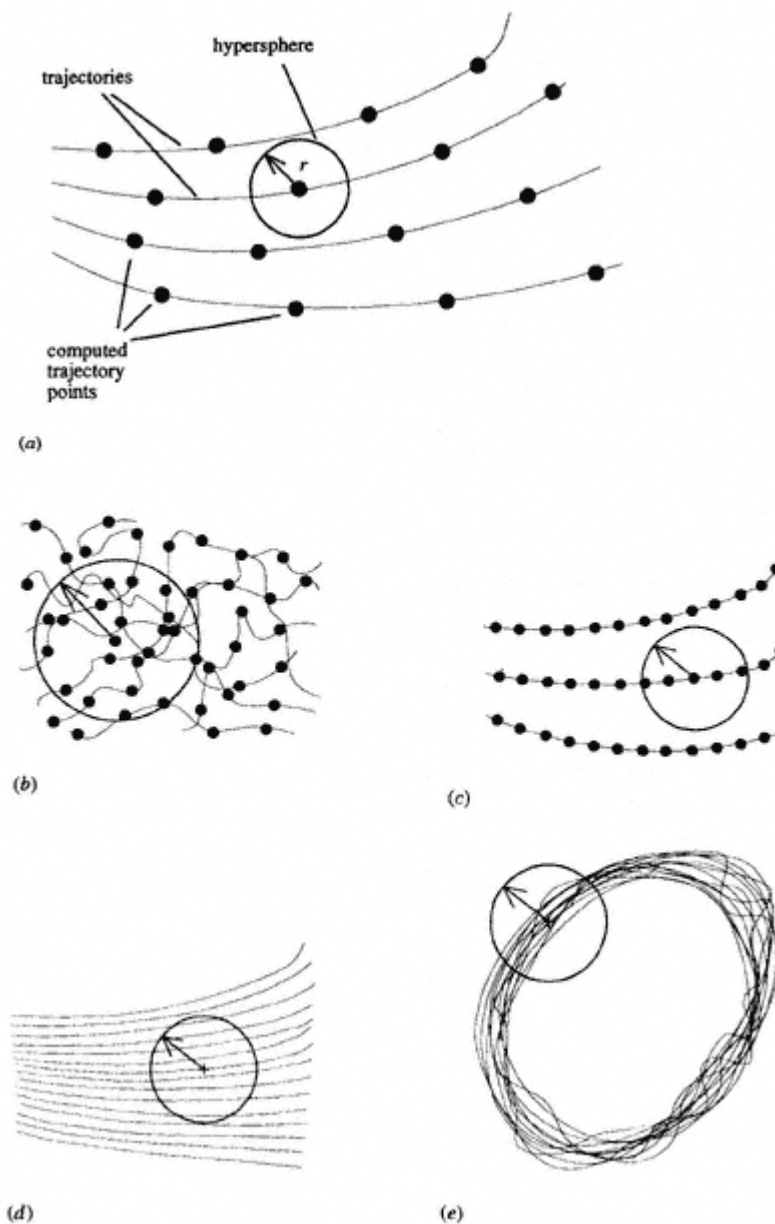 hypersphere
trajectories
r
computed
trajectory
points
(a)
(b)
(c)
(d)
(e)